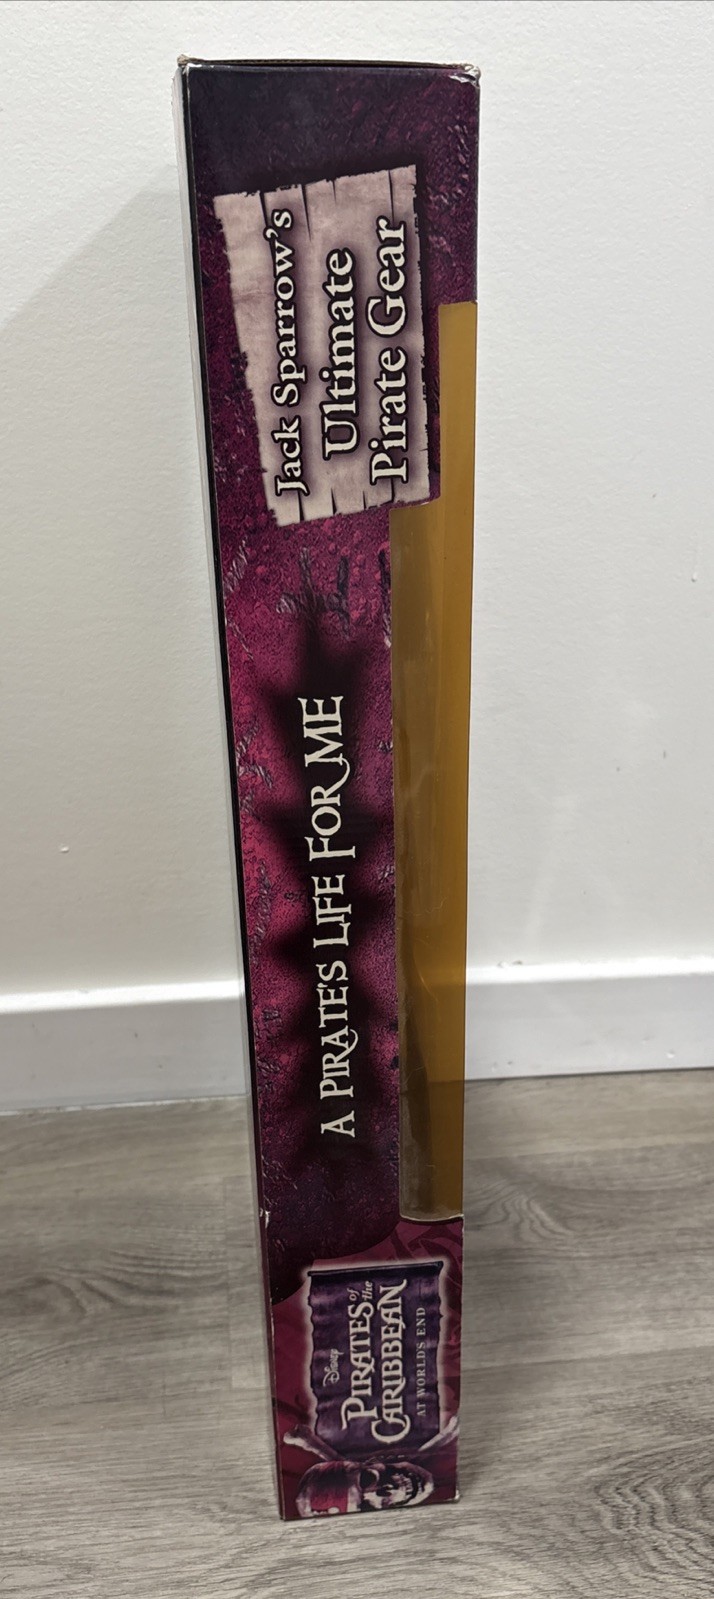 Jack Sparrow's
Ultimate
Pirate Gear
A PIRATE'S LIFE FOR ME
Disney
PIRATES of the
CARIBBEAN
AT WORLDS END